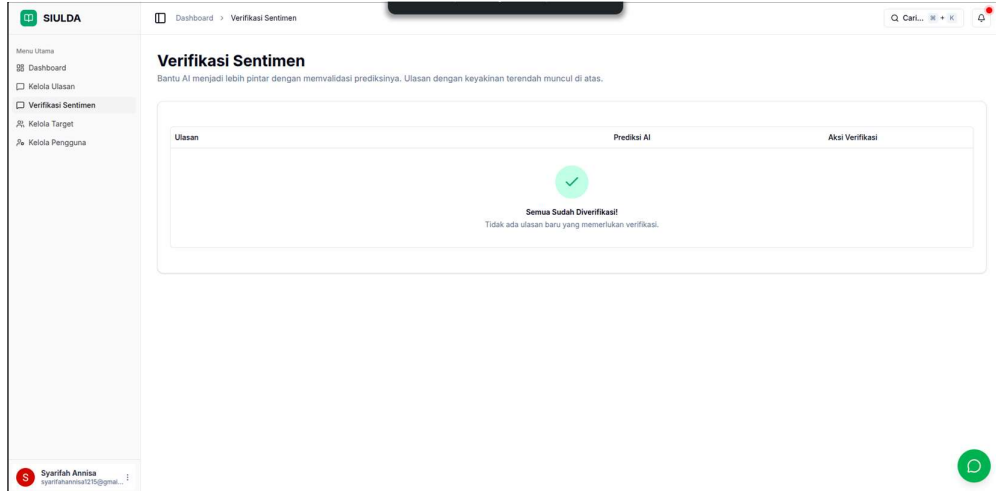 SIULDA
Dashboard > Verifikasi Sentimen
Cari... ⌘ + K
Menu Utama
Dashboard
Kelola Ulasan
Verifikasi Sentimen
Kelola Target
Kelola Pengguna
Verifikasi Sentimen
Bantu AI menjadi lebih pintar dengan memvalidasi prediksinya. Ulasan dengan keyakinan terendah muncul di atas.
Ulasan Prediksi AI Aksi Verifikasi
Semua Sudah Diverifikasi!
Tidak ada ulasan baru yang memerlukan verifikasi.
S
Syarifah Annisa
syarifahannisa1215@gmai...